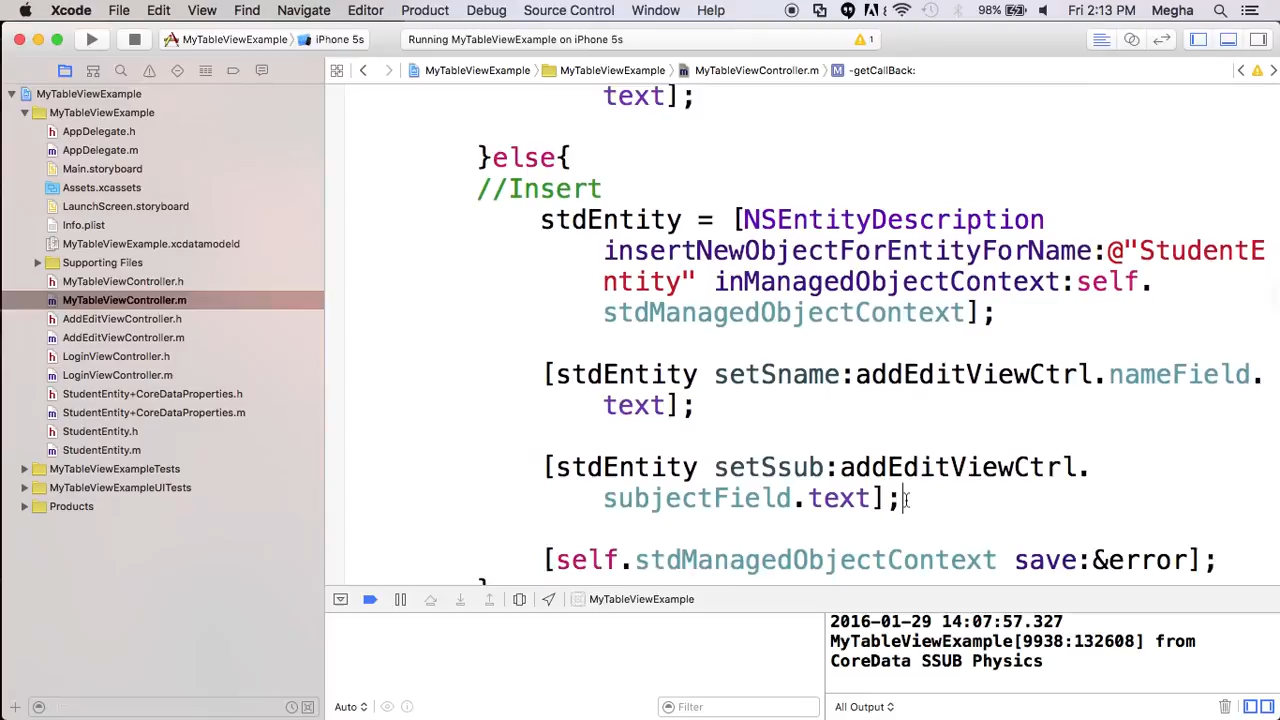 Xcode File Edit View Find Navigate Editor Product Debug Source Control Window Help 98% Fri 2:13 PM Megha
MyTableViewExample iPhone 5s Running MyTableViewExample on iPhone 5s 1
MyTableViewExample MyTableViewExample MyTableViewController.m -getCallBack:
MyTableViewExample
MyTableViewExample
AppDelegate.h
AppDelegate.m
Main.storyboard
Assets.xcassets
LaunchScreen.storyboard
Info.plist
MyTableViewExample.xcdatamodeld
Supporting Files
MyTableViewController.h
MyTableViewController.m
AddEditViewController.h
AddEditViewController.m
LoginViewController.h
LoginViewController.m
StudentEntity+CoreDataProperties.h
StudentEntity+CoreDataProperties.m
StudentEntity.h
StudentEntity.m
MyTableViewExampleTests
MyTableViewExampleUITests
Products
text];
}else{
//Insert
stdEntity = [NSEntityDescription
insertNewObjectForEntityForName:@"StudentE
ntity" inManagedObjectContext:self.
stdManagedObjectContext];
[stdEntity setSname:addEditViewCtrl.nameField.
text];
[stdEntity setSsub:addEditViewCtrl.
subjectField.text];
[self.stdManagedObjectContext save:&error];
}
MyTableViewExample
2016-01-29 14:07:57.327
MyTableViewExample[9938:132608] from
CoreData SSUB Physics
Auto Filter All Output